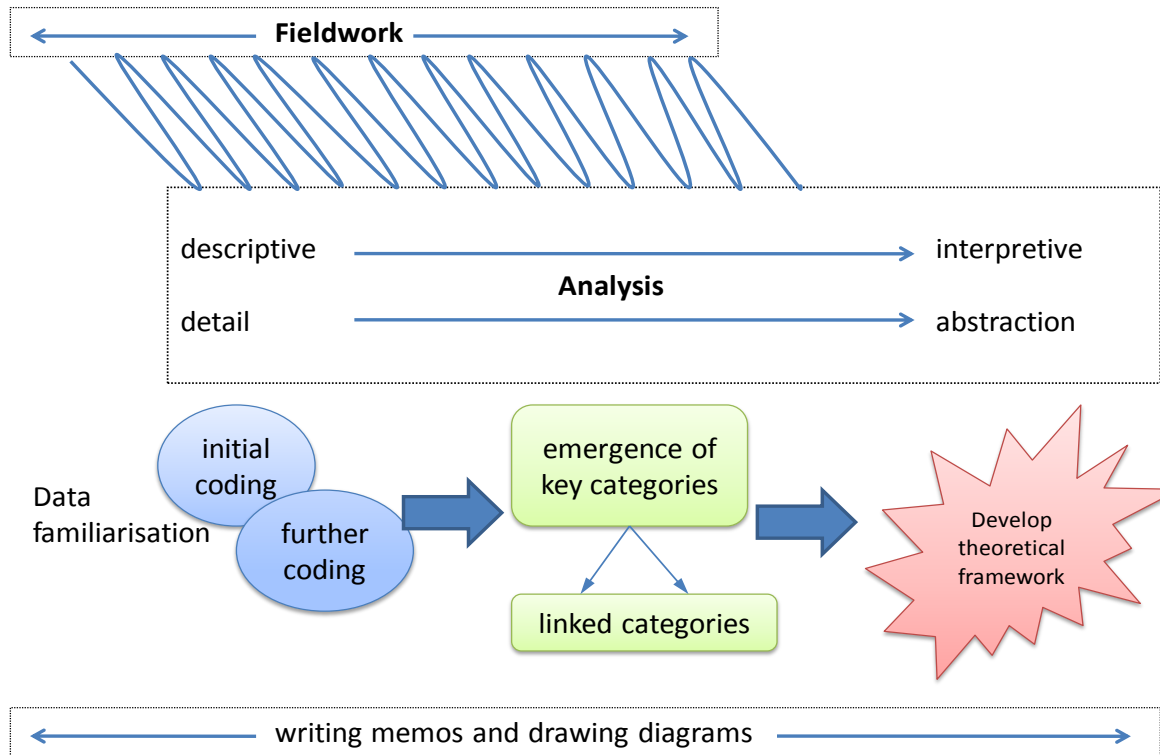 Fieldwork
descriptive
interpretive
Analysis
detail
abstraction
Data
familiarisation
initial
coding
further
coding
emergence of
key categories
linked categories
Develop
theoretical
framework
writing memos and drawing diagrams